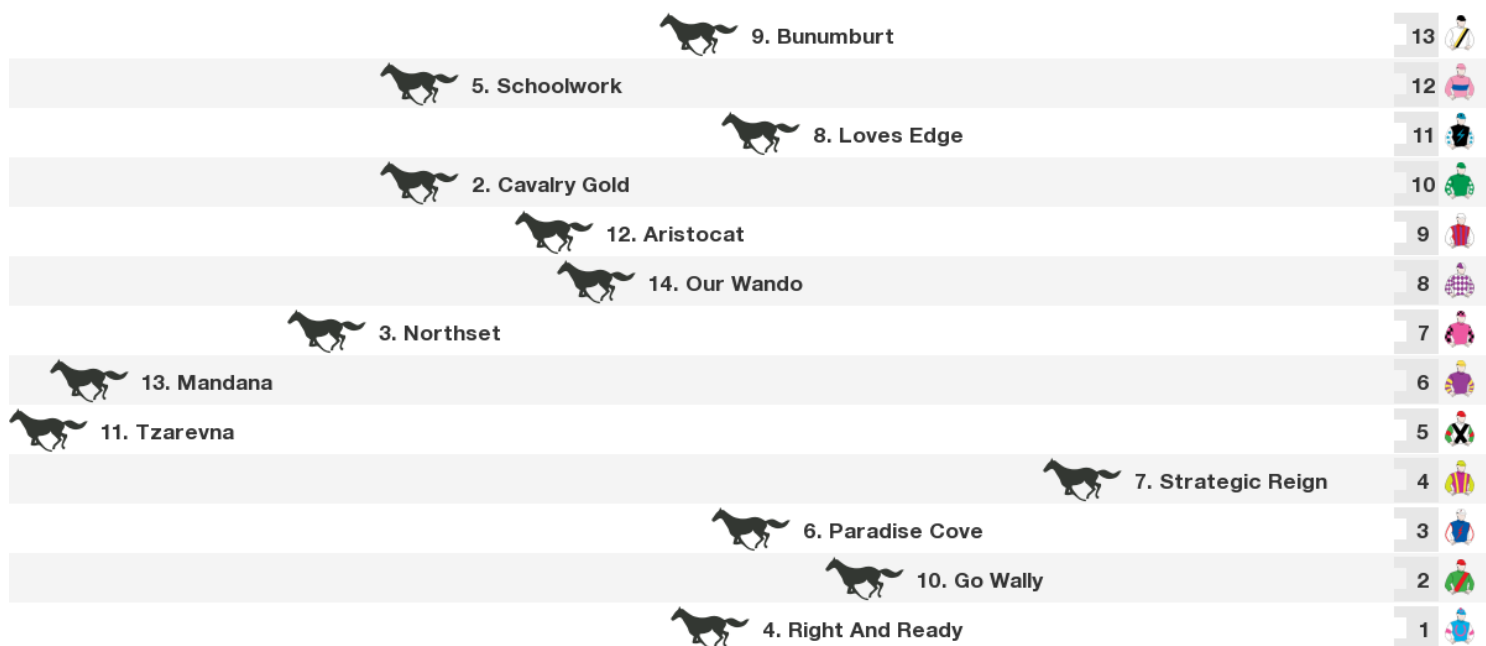 9. Bunumburt 13
5. Schoolwork 12
8. Loves Edge 11
2. Cavalry Gold 10
12. Aristocat 9
14. Our Wando 8
3. Northset 7
13. Mandana 6
11. Tzarevna 5
7. Strategic Reign 4
6. Paradise Cove 3
10. Go Wally 2
4. Right And Ready 1